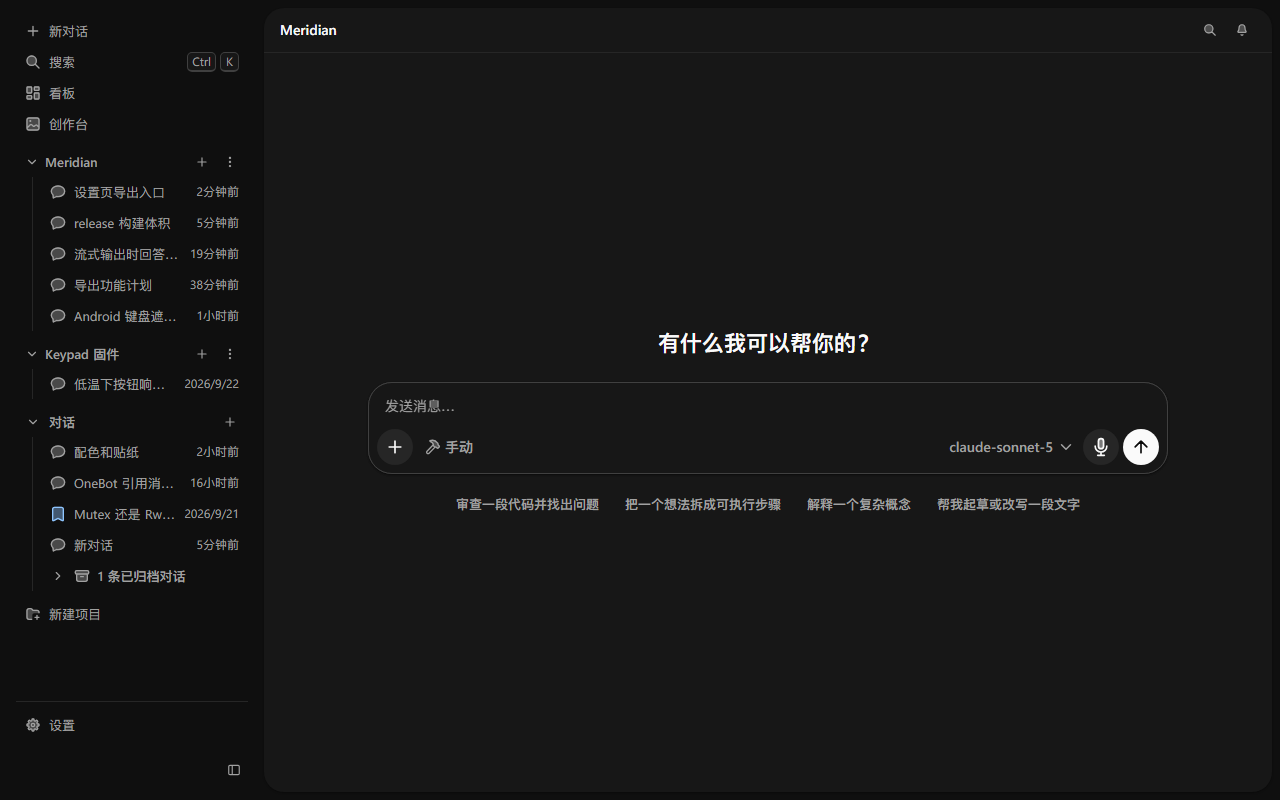 新对话
搜索 Ctrl K
看板
创作台
Meridian
设置页导出入口 2分钟前
release 构建体积 5分钟前
流式输出时回答… 19分钟前
导出功能计划 38分钟前
Android 键盘遮… 1小时前
Keypad 固件
低温下按钮响… 2026/9/22
对话
配色和贴纸 2小时前
OneBot 引用消… 16小时前
Mutex 还是 Rw… 2026/9/21
新对话 5分钟前
1 条已归档对话
新建项目
设置
Meridian
有什么我可以帮你的？
发送消息…
手动 claude-sonnet-5
审查一段代码并找出问题 把一个想法拆成可执行步骤 解释一个复杂概念 帮我起草或改写一段文字